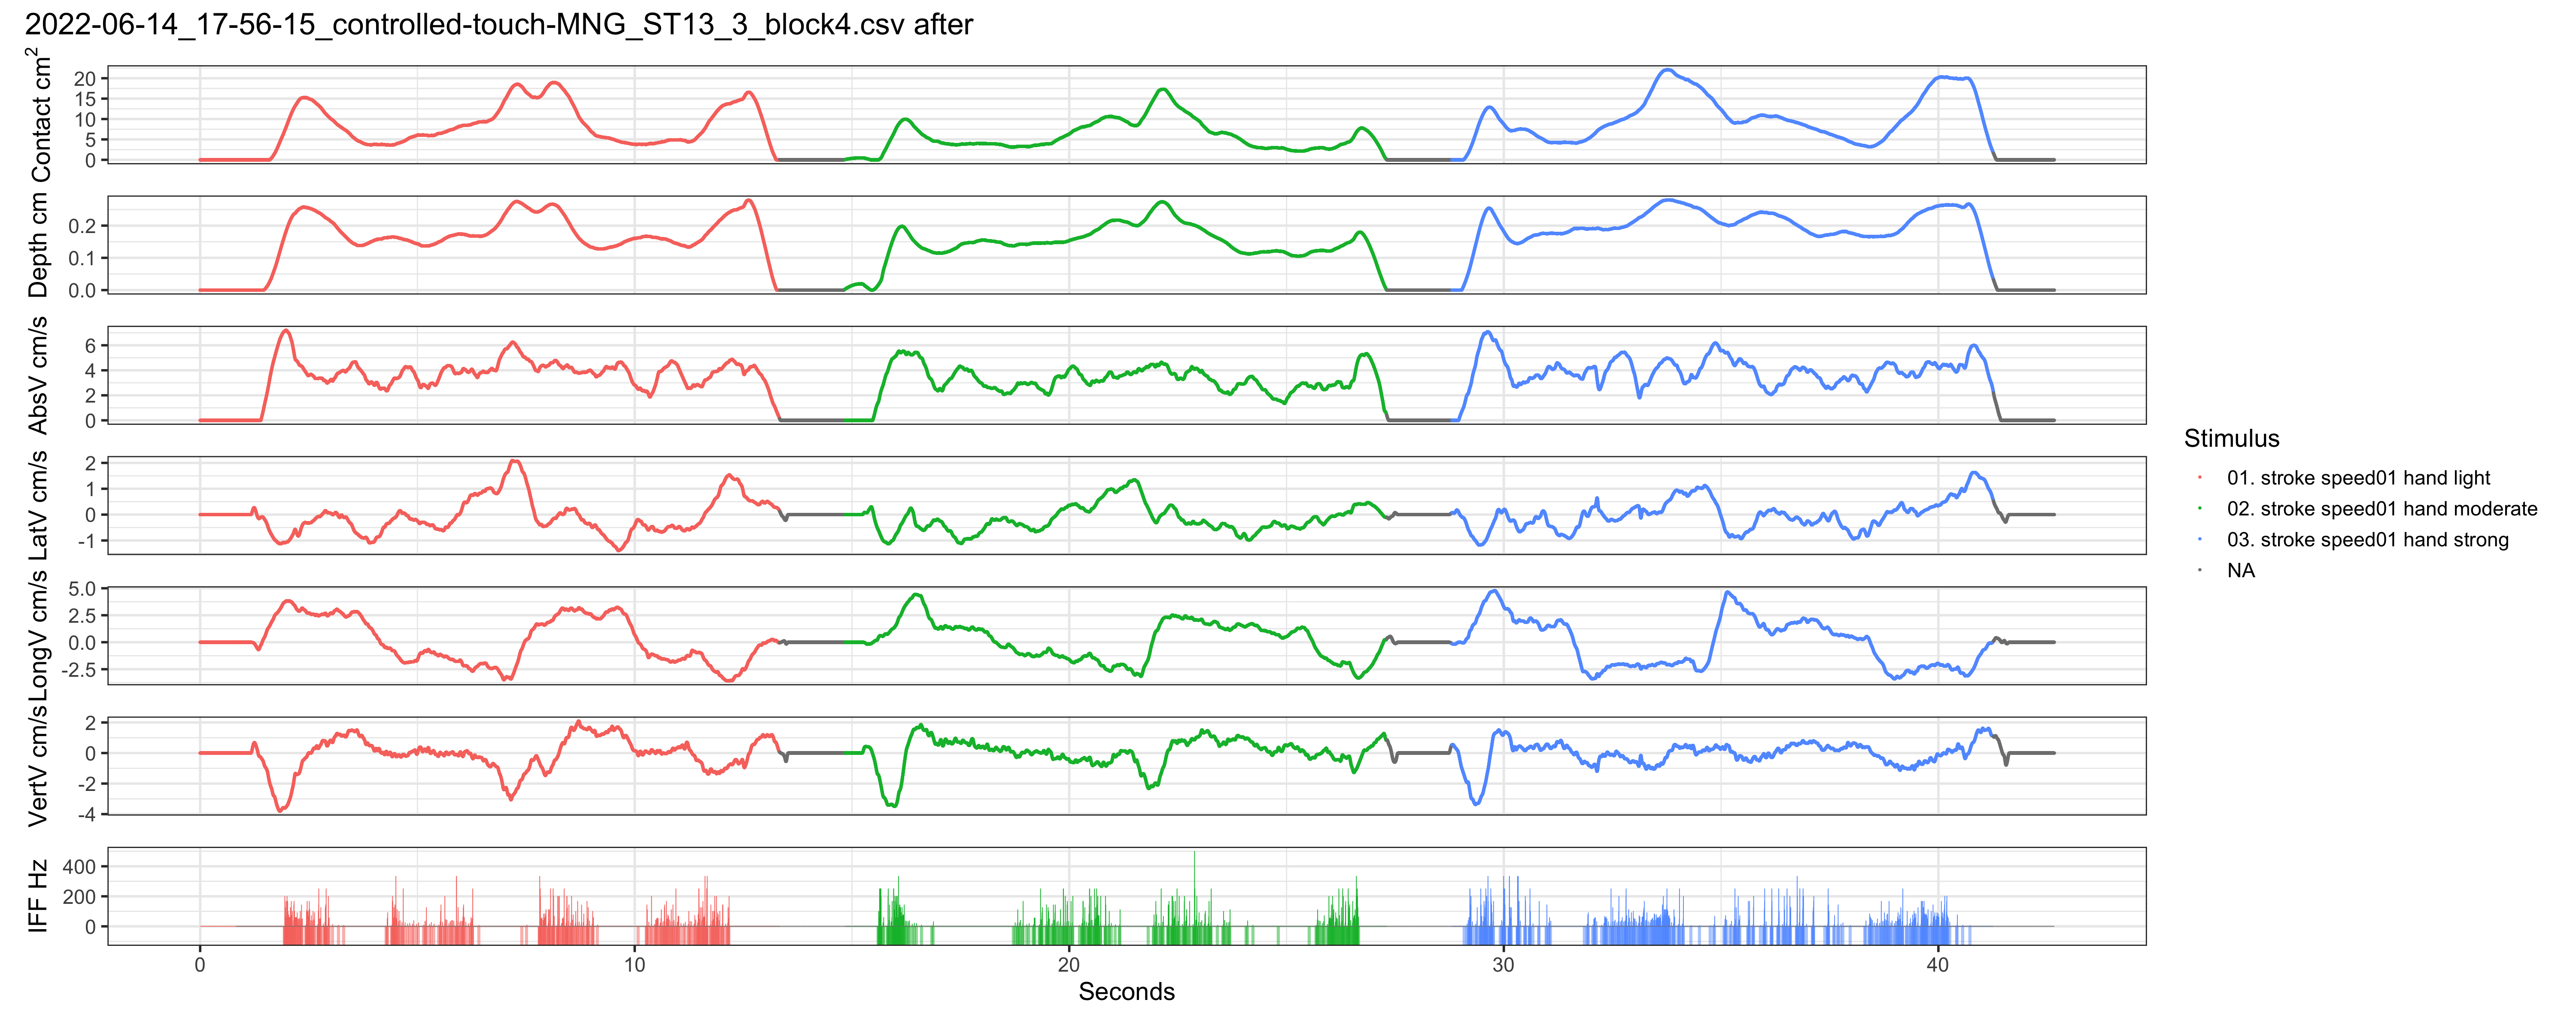 2022-06-14_17-56-15_controlled-touch-MNG_ST13_3_block4.csv after
Contact cm²
20
15
10
5
0
Depth cm
0.2
0.1
0.0
AbsV cm/s
6
4
2
0
LatV cm/s
2
1
0
-1
LongV cm/s
5.0
2.5
0.0
-2.5
VertV cm/s
2
0
-2
-4
IFF Hz
400
200
0
0 10 20 30 40
Seconds
Stimulus
01. stroke speed01 hand light
02. stroke speed01 hand moderate
03. stroke speed01 hand strong
NA